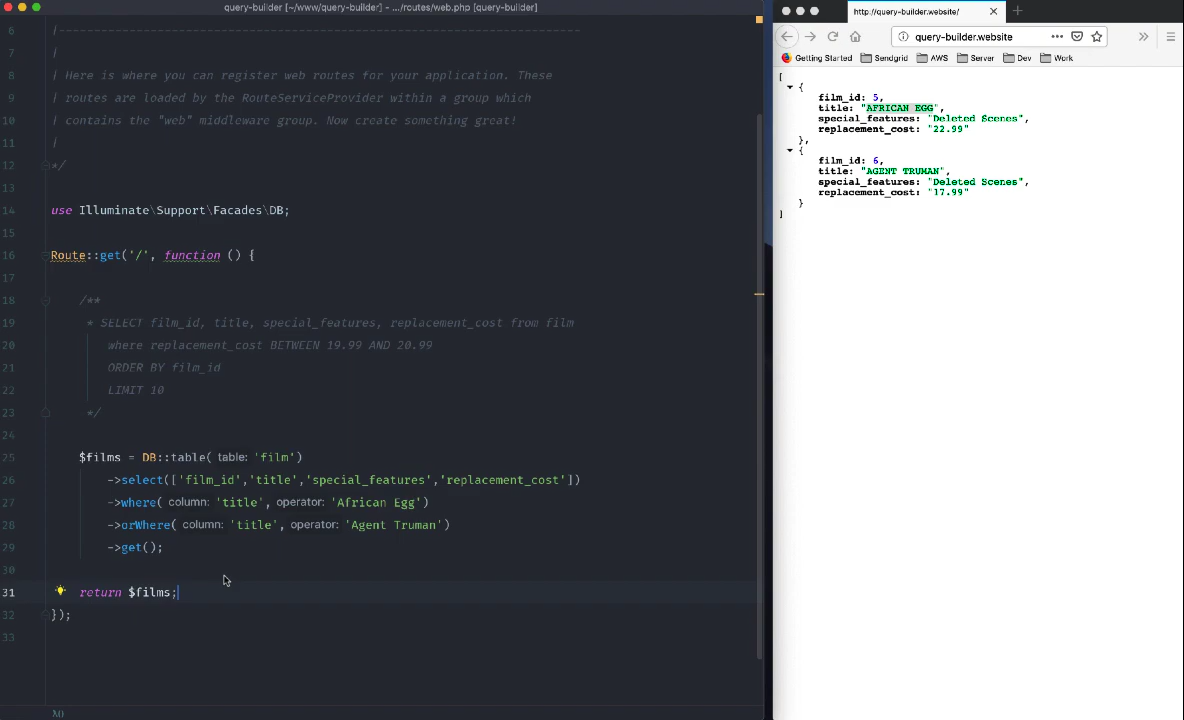 query-builder [~/www/query-builder] - .../routes/web.php [query-builder]
6 |--------------------------------------------------------------------------
7 |
8 | Here is where you can register web routes for your application. These
9 | routes are loaded by the RouteServiceProvider within a group which
10 | contains the "web" middleware group. Now create something great!
11 |
12 */
13
14 use Illuminate\Support\Facades\DB;
15
16 Route::get('/', function () {
17
18 /**
19 * SELECT film_id, title, special_features, replacement_cost from film
20 where replacement_cost BETWEEN 19.99 AND 20.99
21 ORDER BY film_id
22 LIMIT 10
23 */
24
25 $films = DB::table( table: 'film')
26 ->select(['film_id','title','special_features','replacement_cost'])
27 ->where( column: 'title', operator: 'African Egg')
28 ->orWhere( column: 'title', operator: 'Agent Truman')
29 ->get();
30
31 return $films;
32 });
33
http://query-builder.website/
query-builder.website
Getting Started Sendgrid AWS Server Dev Work
[
{
film_id: 5,
title: "AFRICAN EGG",
special_features: "Deleted Scenes",
replacement_cost: "22.99"
},
{
film_id: 6,
title: "AGENT TRUMAN",
special_features: "Deleted Scenes",
replacement_cost: "17.99"
}
]